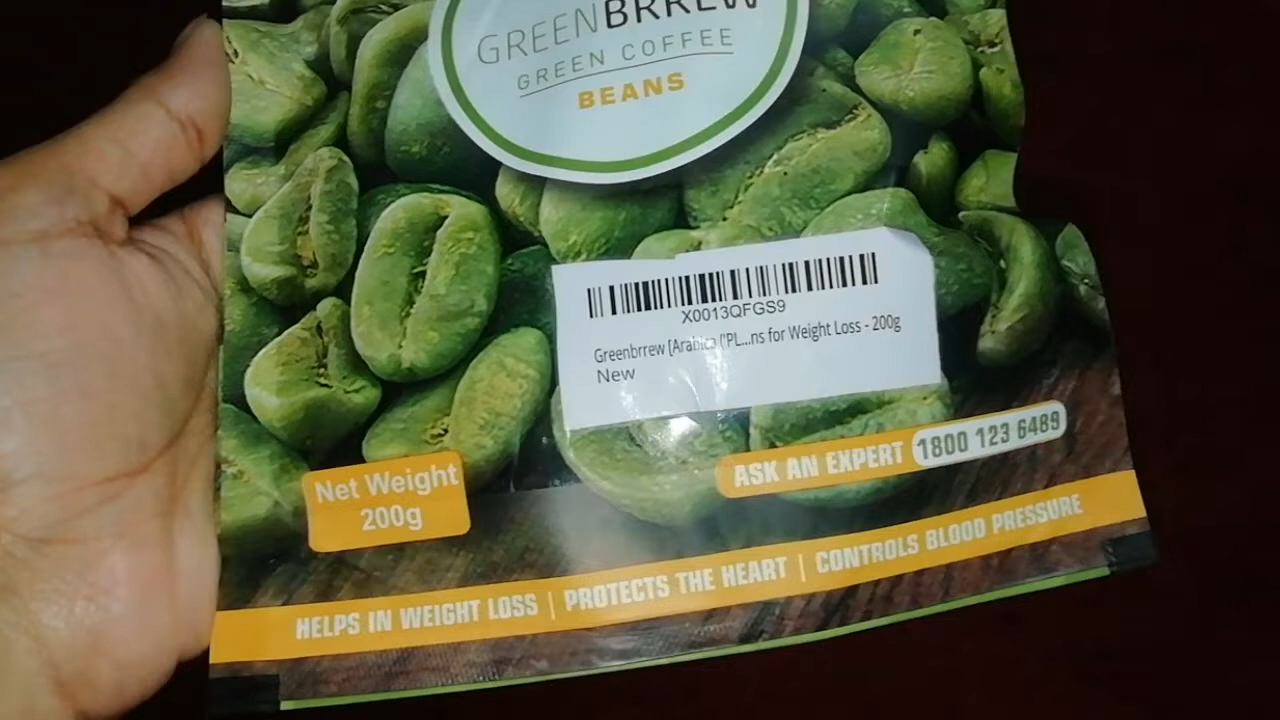 GREENBRREW
GREEN COFFEE
BEANS
X0013QFGS9
Greenbrrew [Arabica ('PL...ns for Weight Loss - 200g
New
ASK AN EXPERT 1800 123 6489
Net Weight
200g
HELPS IN WEIGHT LOSS | PROTECTS THE HEART | CONTROLS BLOOD PRESSURE